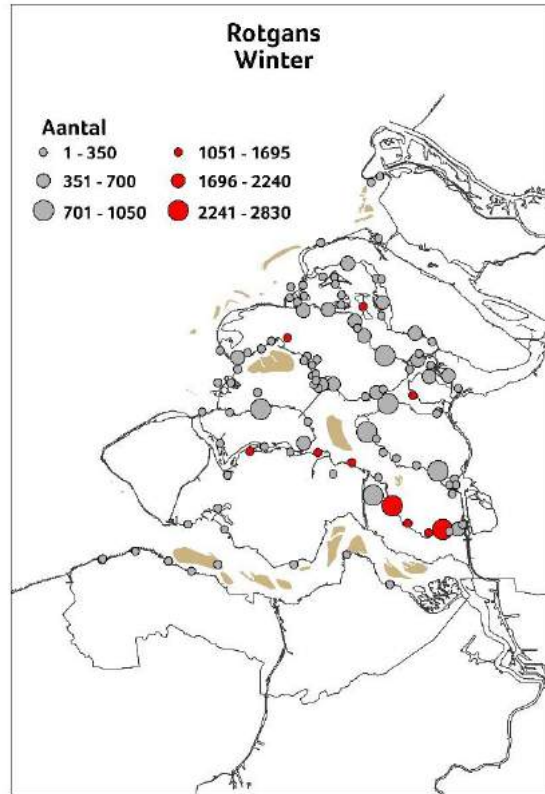 Rotgans
Winter
Aantal
1 - 350
351 - 700
701 - 1050
1051 - 1695
1696 - 2240
2241 - 2830